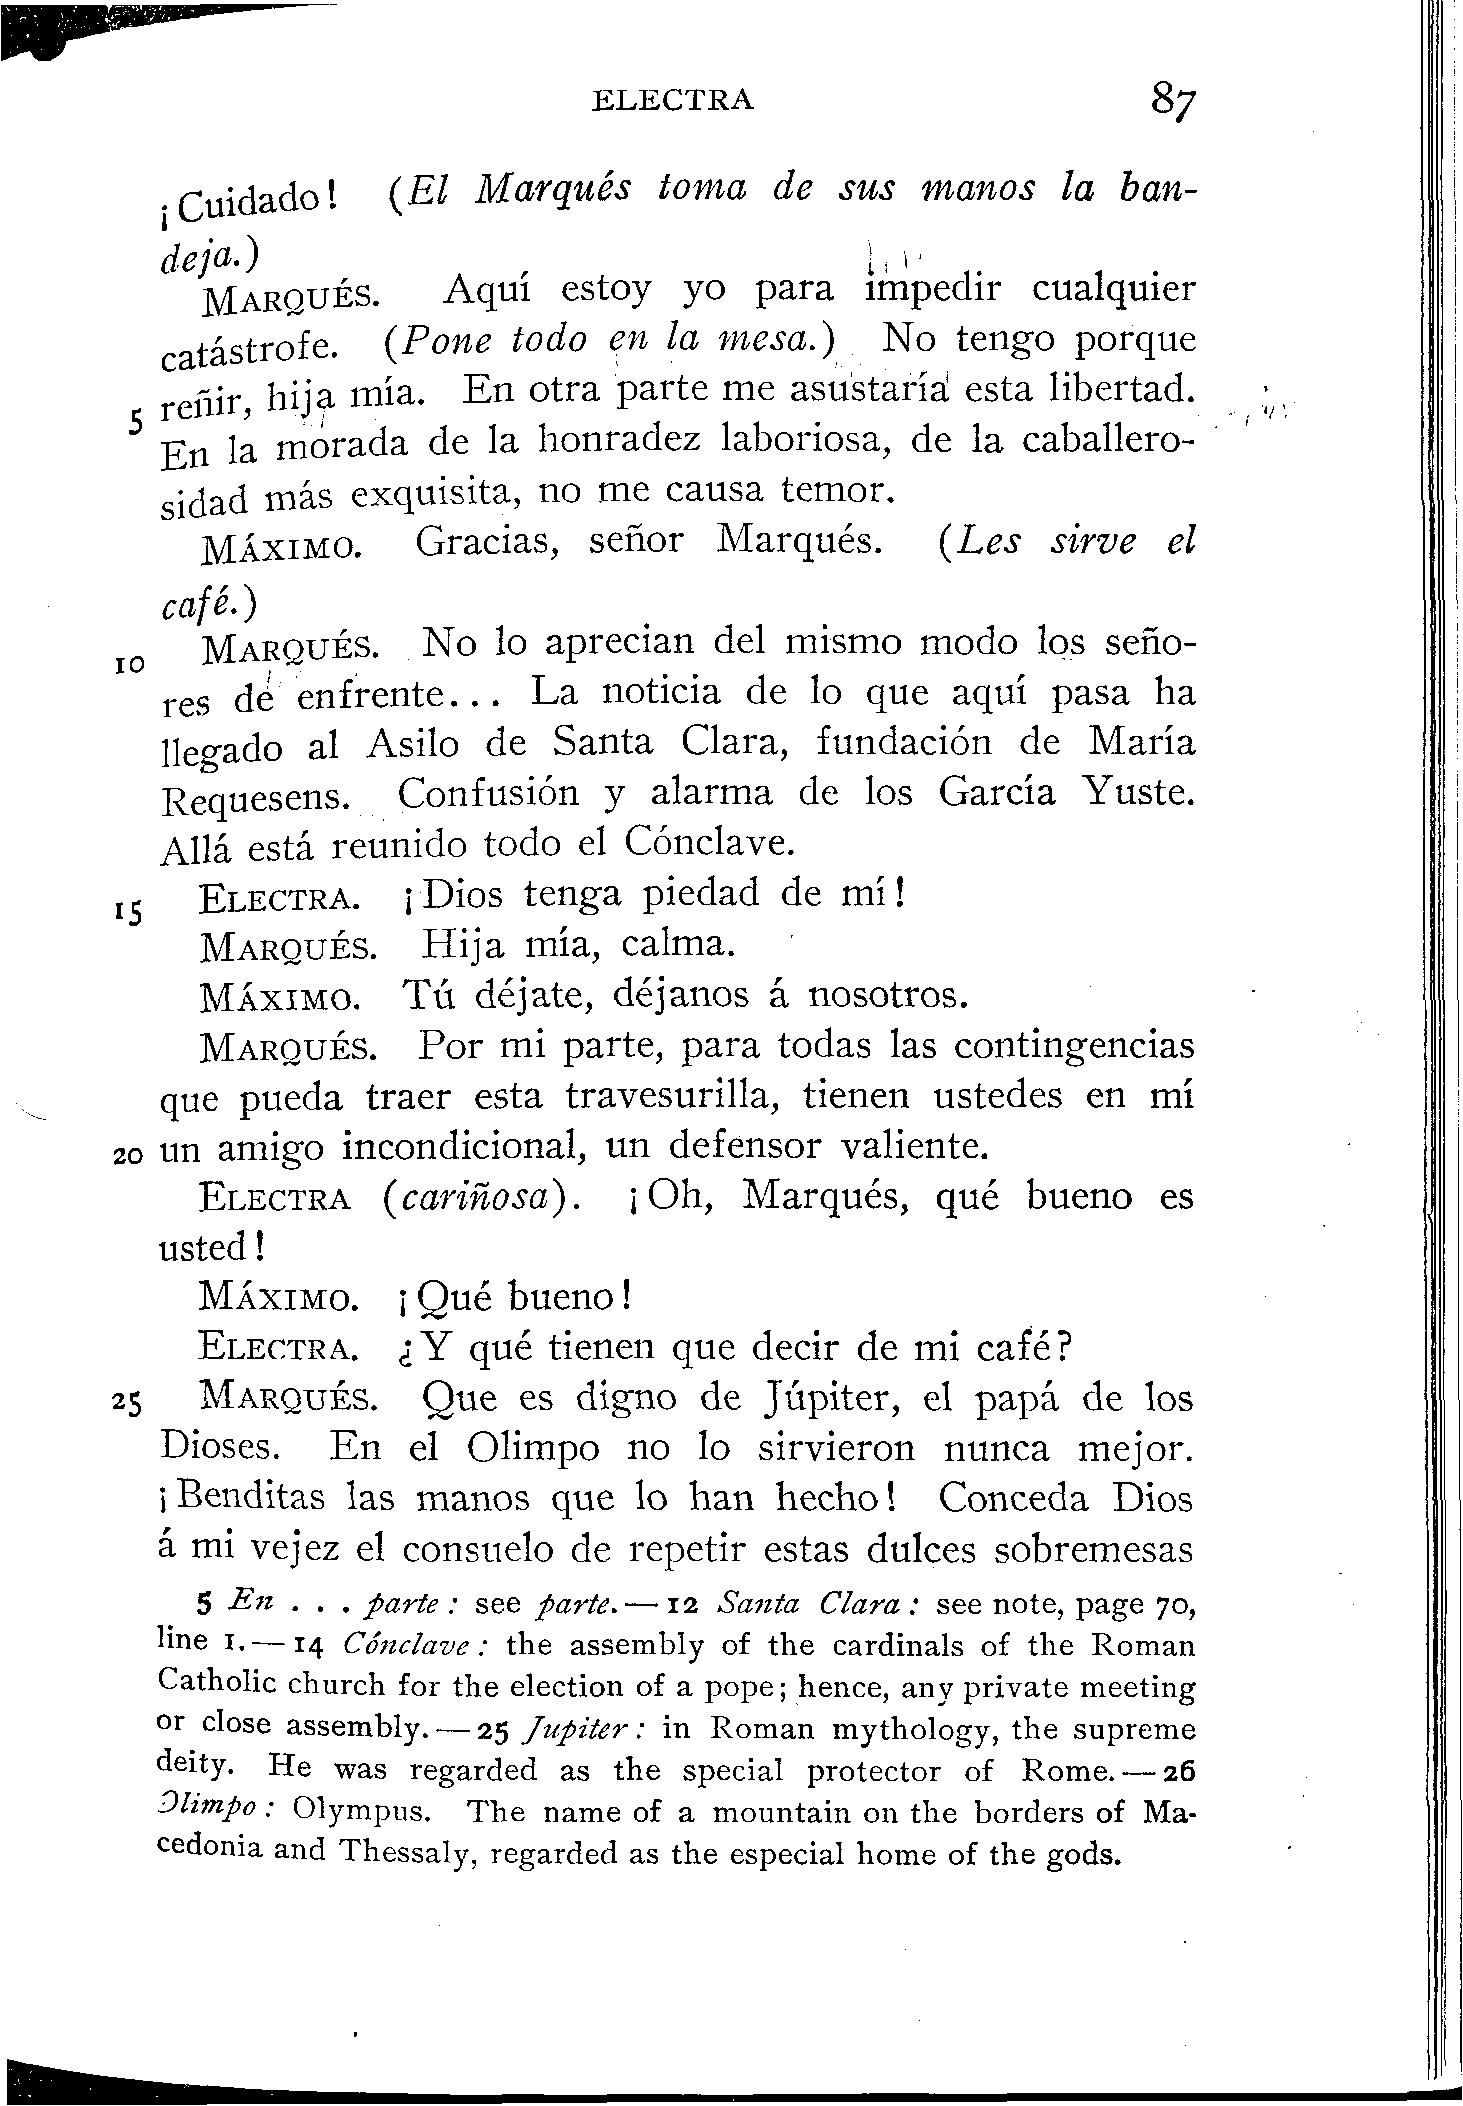 ELECTRA 87
¡Cuidado! (El Marqués toma de sus manos la ban-
deja.)
MARQUÉS. Aquí estoy yo para impedir cualquier
catástrofe. (Pone todo en la mesa.) No tengo porque
5 reñir, hija mía. En otra parte me asustaría esta libertad.
En la morada de la honradez laboriosa, de la caballero-
sidad más exquisita, no me causa temor.
MÁXIMO. Gracias, señor Marqués. (Les sirve el
café.)
10 MARQUÉS. No lo aprecian del mismo modo los seño-
res de enfrente... La noticia de lo que aquí pasa ha
llegado al Asilo de Santa Clara, fundación de María
Requesens. Confusión y alarma de los García Yuste.
Allá está reunido todo el Cónclave.
15 ELECTRA. ¡Dios tenga piedad de mí!
MARQUÉS. Hija mía, calma.
MÁXIMO. Tú déjate, déjanos á nosotros.
MARQUÉS. Por mi parte, para todas las contingencias
que pueda traer esta travesurilla, tienen ustedes en mí
20 un amigo incondicional, un defensor valiente.
ELECTRA (cariñosa). ¡Oh, Marqués, qué bueno es
usted!
MÁXIMO. ¡Qué bueno!
ELECTRA. ¿Y qué tienen que decir de mi café?
25 MARQUÉS. Que es digno de Júpiter, el papá de los
Dioses. En el Olimpo no lo sirvieron nunca mejor.
¡Benditas las manos que lo han hecho! Conceda Dios
á mi vejez el consuelo de repetir estas dulces sobremesas
5 En . . . parte: see parte.—12 Santa Clara: see note, page 70,
line 1.—14 Cónclave: the assembly of the cardinals of the Roman
Catholic church for the election of a pope; hence, any private meeting
or close assembly.—25 Jupiter: in Roman mythology, the supreme
deity. He was regarded as the special protector of Rome.—26
Olimpo: Olympus. The name of a mountain on the borders of Ma-
cedonia and Thessaly, regarded as the especial home of the gods.